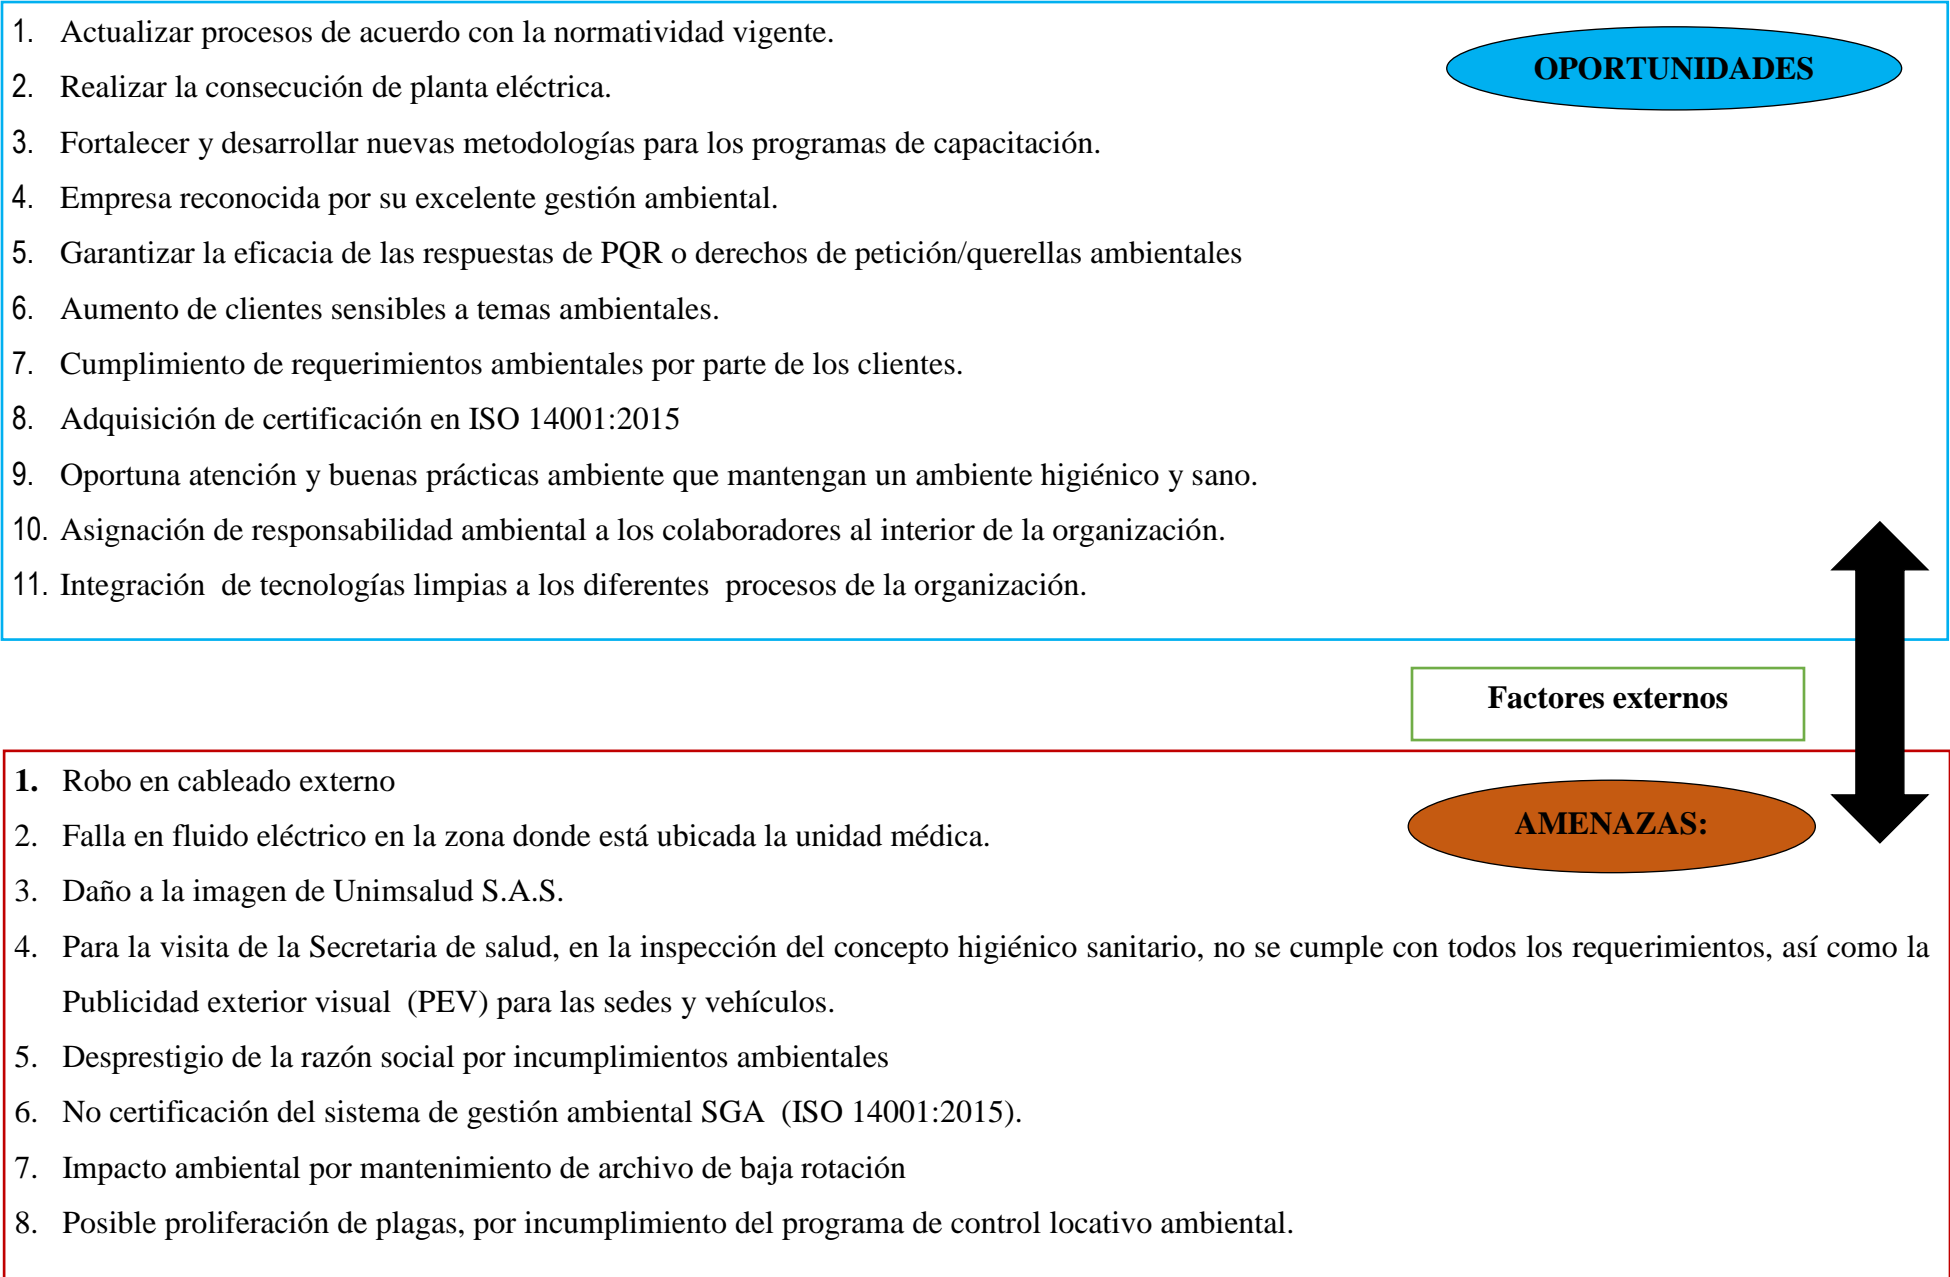 1. Actualizar procesos de acuerdo con la normatividad vigente.
OPORTUNIDADES
2. Realizar la consecución de planta eléctrica.
3. Fortalecer y desarrollar nuevas metodologías para los programas de capacitación.
4. Empresa reconocida por su excelente gestión ambiental.
5. Garantizar la eficacia de las respuestas de PQR o derechos de petición/querellas ambientales
6. Aumento de clientes sensibles a temas ambientales.
7. Cumplimiento de requerimientos ambientales por parte de los clientes.
8. Adquisición de certificación en ISO 14001:2015
9. Oportuna atención y buenas prácticas ambiente que mantengan un ambiente higiénico y sano.
10. Asignación de responsabilidad ambiental a los colaboradores al interior de la organización.
11. Integración  de tecnologías limpias a los diferentes  procesos de la organización.
Factores externos
1. Robo en cableado externo
AMENAZAS:
2. Falla en fluido eléctrico en la zona donde está ubicada la unidad médica.
3. Daño a la imagen de Unimsalud S.A.S.
4. Para la visita de la Secretaria de salud, en la inspección del concepto higiénico sanitario, no se cumple con todos los requerimientos, así como la
Publicidad exterior visual  (PEV) para las sedes y vehículos.
5. Desprestigio de la razón social por incumplimientos ambientales
6. No certificación del sistema de gestión ambiental SGA  (ISO 14001:2015).
7. Impacto ambiental por mantenimiento de archivo de baja rotación
8. Posible proliferación de plagas, por incumplimiento del programa de control locativo ambiental.